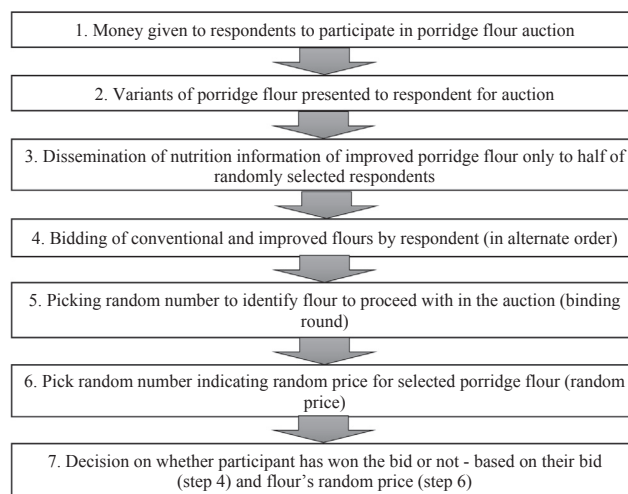 1. Money given to respondents to participate in porridge flour auction
2. Variants of porridge flour presented to respondent for auction
3. Dissemination of nutrition information of improved porridge flour only to half of
randomly selected respondents
4. Bidding of conventional and improved flours by respondent (in alternate order)
5. Picking random number to identify flour to proceed with in the auction (binding
round)
6. Pick random number indicating random price for selected porridge flour (random
price)
7. Decision on whether participant has won the bid or not - based on their bid
(step 4) and flour's random price (step 6)